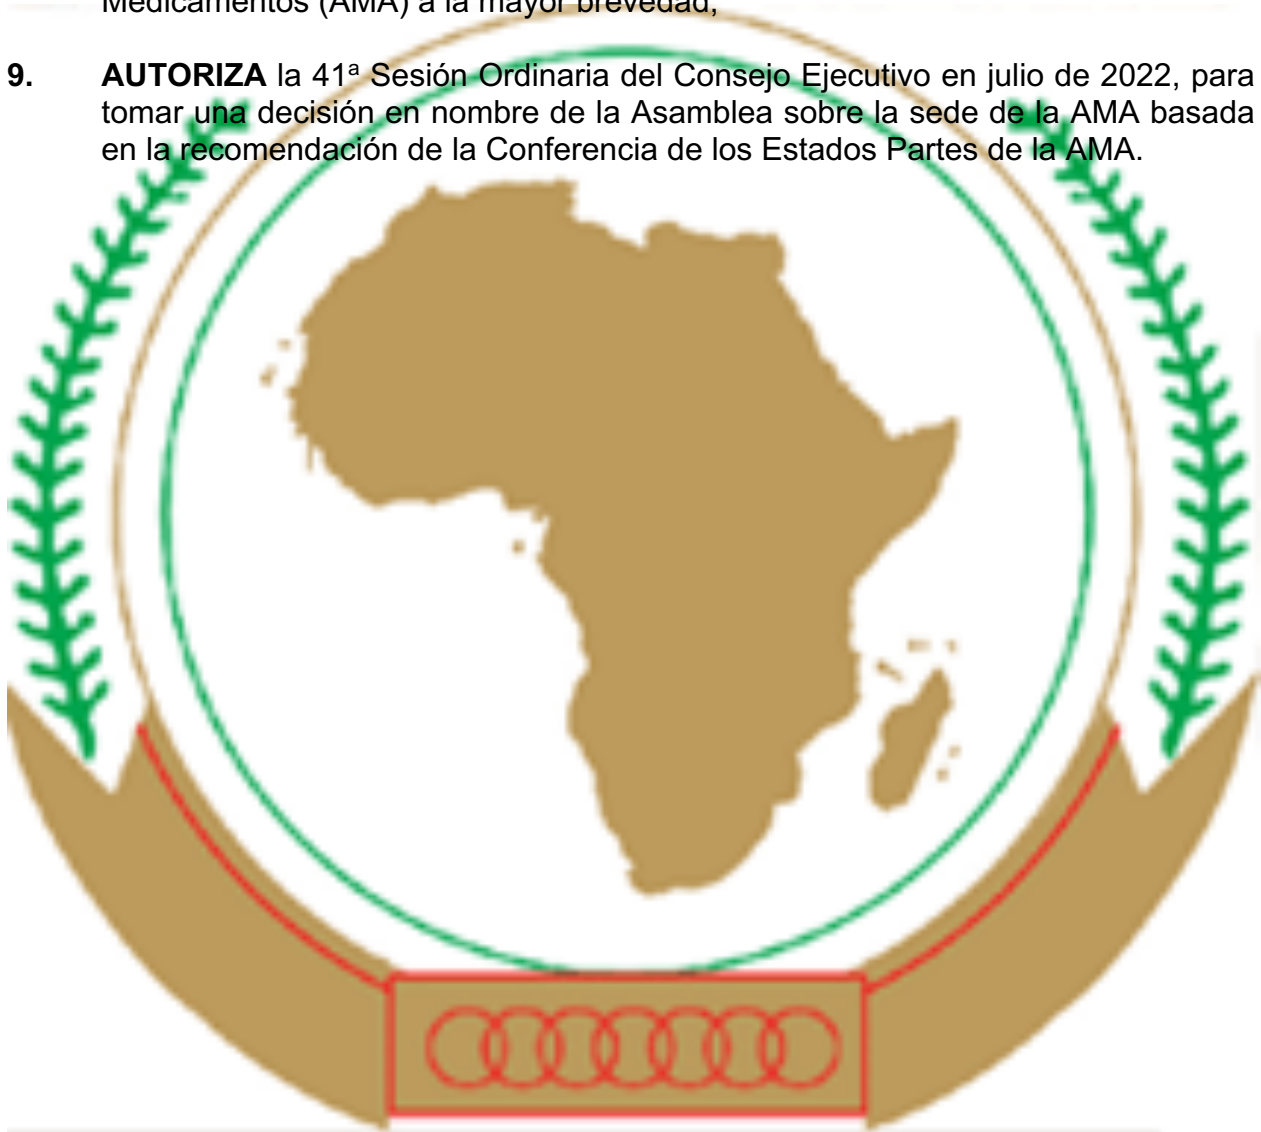 Medicamentos (AMA) a la mayor brevedad;
9. AUTORIZA la 41ª Sesión Ordinaria del Consejo Ejecutivo en julio de 2022, para
tomar una decisión en nombre de la Asamblea sobre la sede de la AMA basada
en la recomendación de la Conferencia de los Estados Partes de la AMA.